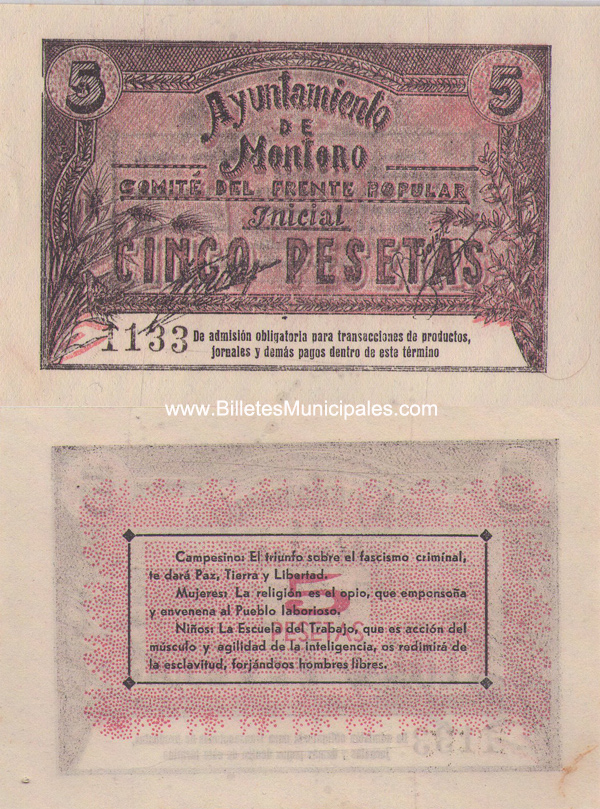 5 5
Ayuntamiento
DE
Montoro
COMITÉ DEL FRENTE POPULAR
Inicial
CINCO PESETAS
1133
De admisión obligatoria para transacciones de productos,
jornales y demás pagos dentro de este término
www.BilletesMunicipales.com
Campesino: El triunfo sobre el fascismo criminal,
te dará Paz, Tierra y Libertad.
Mujeres: La religión es el opio, que emponsoña
y envenena al Pueblo laborioso.
Niños: La Escuela del Trabajo, que es acción del
músculo y agilidad de la inteligencia, os redimirá de
la esclavitud, forjándoos hombres libres.
5
PESETAS